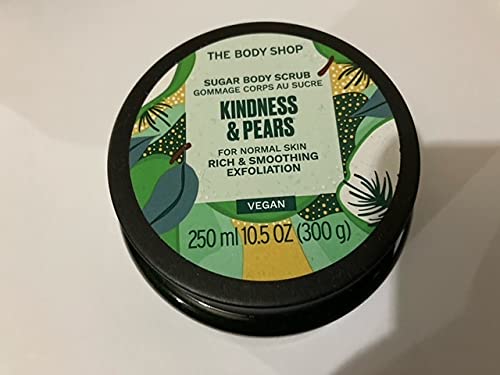 THE BODY SHOP
SUGAR BODY SCRUB
GOMMAGE CORPS AU SUCRE
KINDNESS
& PEARS
FOR NORMAL SKIN
RICH & SMOOTHING
EXFOLIATION
VEGAN
250 ml 10.5 OZ (300 g)